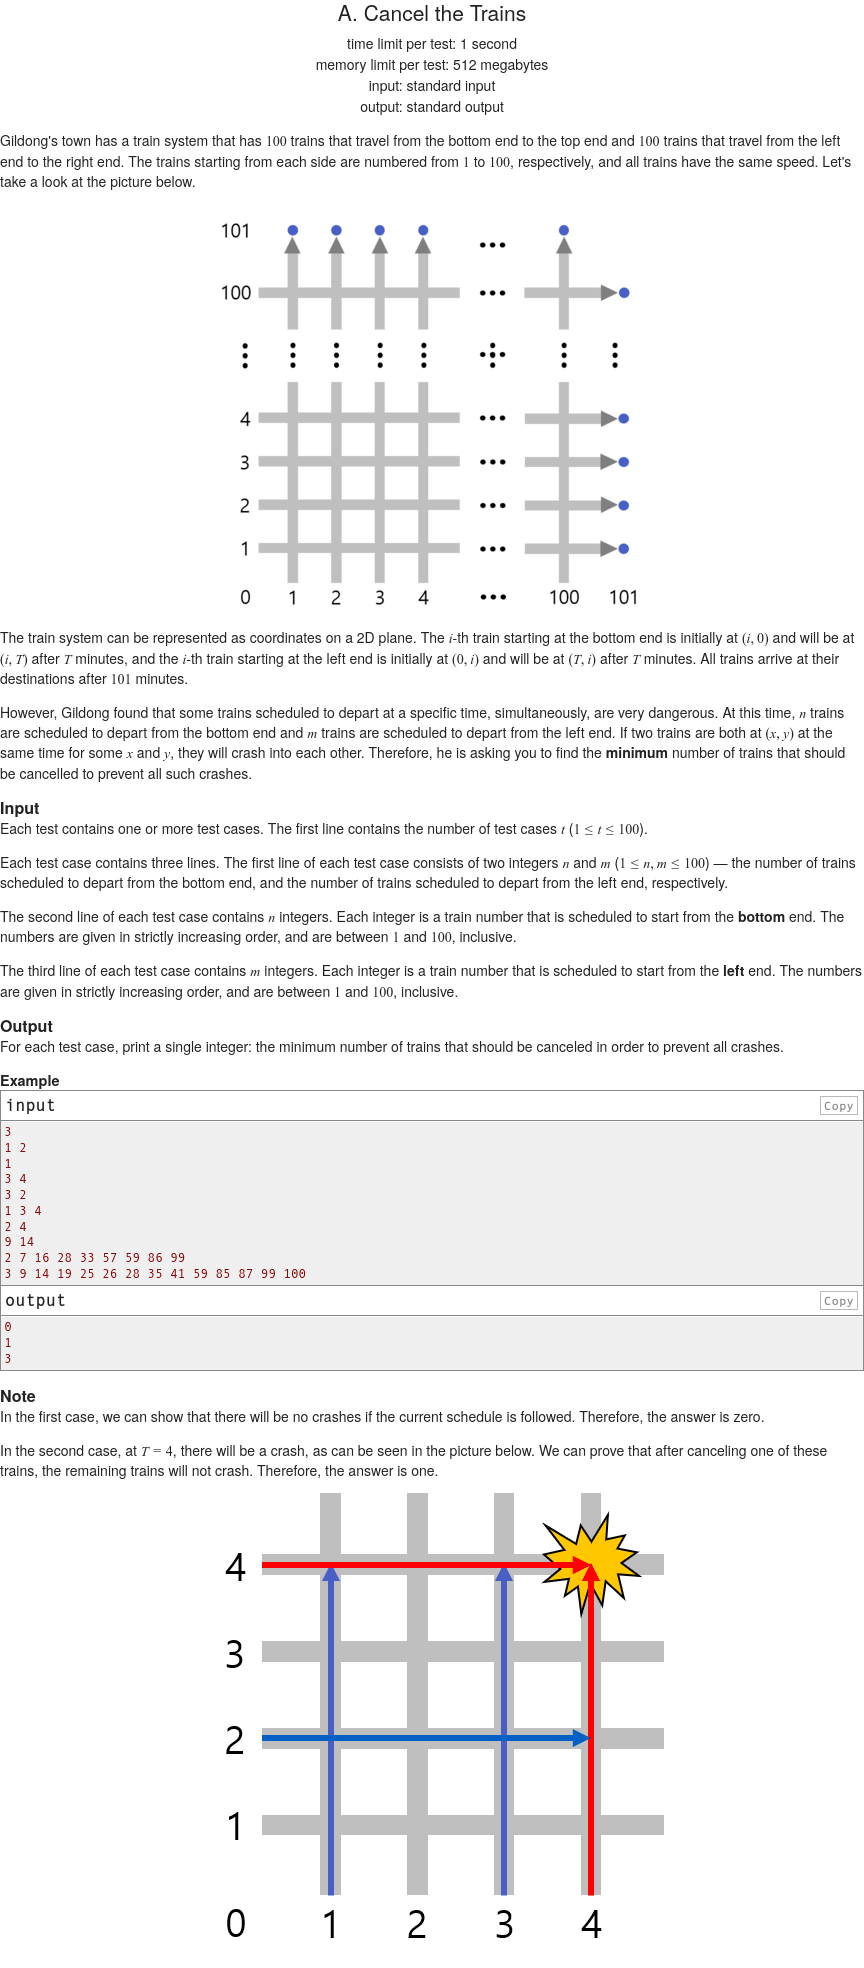 A. Cancel the Trains
time limit per test: 1 second
memory limit per test: 512 megabytes
input: standard input
output: standard output
Gildong's town has a train system that has 100 trains that travel from the bottom end to the top end and 100 trains that travel from the left
end to the right end. The trains starting from each side are numbered from 1 to 100, respectively, and all trains have the same speed. Let's
take a look at the picture below.
101
100
4
3
2
1
0 1 2 3 4 100 101
The train system can be represented as coordinates on a 2D plane. The i-th train starting at the bottom end is initially at (i, 0) and will be at
(i, T) after T minutes, and the i-th train starting at the left end is initially at (0, i) and will be at (T, i) after T minutes. All trains arrive at their
destinations after 101 minutes.
However, Gildong found that some trains scheduled to depart at a specific time, simultaneously, are very dangerous. At this time, n trains
are scheduled to depart from the bottom end and m trains are scheduled to depart from the left end. If two trains are both at (x, y) at the
same time for some x and y, they will crash into each other. Therefore, he is asking you to find the minimum number of trains that should
be cancelled to prevent all such crashes.
Input
Each test contains one or more test cases. The first line contains the number of test cases t (1 ≤ t ≤ 100).
Each test case contains three lines. The first line of each test case consists of two integers n and m (1 ≤ n, m ≤ 100) — the number of trains
scheduled to depart from the bottom end, and the number of trains scheduled to depart from the left end, respectively.
The second line of each test case contains n integers. Each integer is a train number that is scheduled to start from the bottom end. The
numbers are given in strictly increasing order, and are between 1 and 100, inclusive.
The third line of each test case contains m integers. Each integer is a train number that is scheduled to start from the left end. The numbers
are given in strictly increasing order, and are between 1 and 100, inclusive.
Output
For each test case, print a single integer: the minimum number of trains that should be canceled in order to prevent all crashes.
Example
input Copy
3
1 2
1
3 4
3 2
1 3 4
2 4
9 14
2 7 16 28 33 57 59 86 99
3 9 14 19 25 26 28 35 41 59 85 87 99 100
output Copy
0
1
3
Note
In the first case, we can show that there will be no crashes if the current schedule is followed. Therefore, the answer is zero.
In the second case, at T = 4, there will be a crash, as can be seen in the picture below. We can prove that after canceling one of these
trains, the remaining trains will not crash. Therefore, the answer is one.
4
3
2
1
0 1 2 3 4